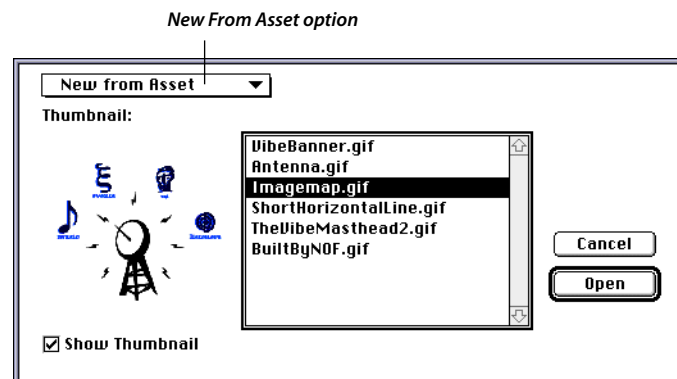 New From Asset option
New from Asset
Thumbnail:
VibeBanner.gif
Antenna.gif
Imagemap.gif
ShortHorizontalLine.gif
TheVibeMasthead2.gif
BuiltByNOF.gif
Cancel
Open
Show Thumbnail